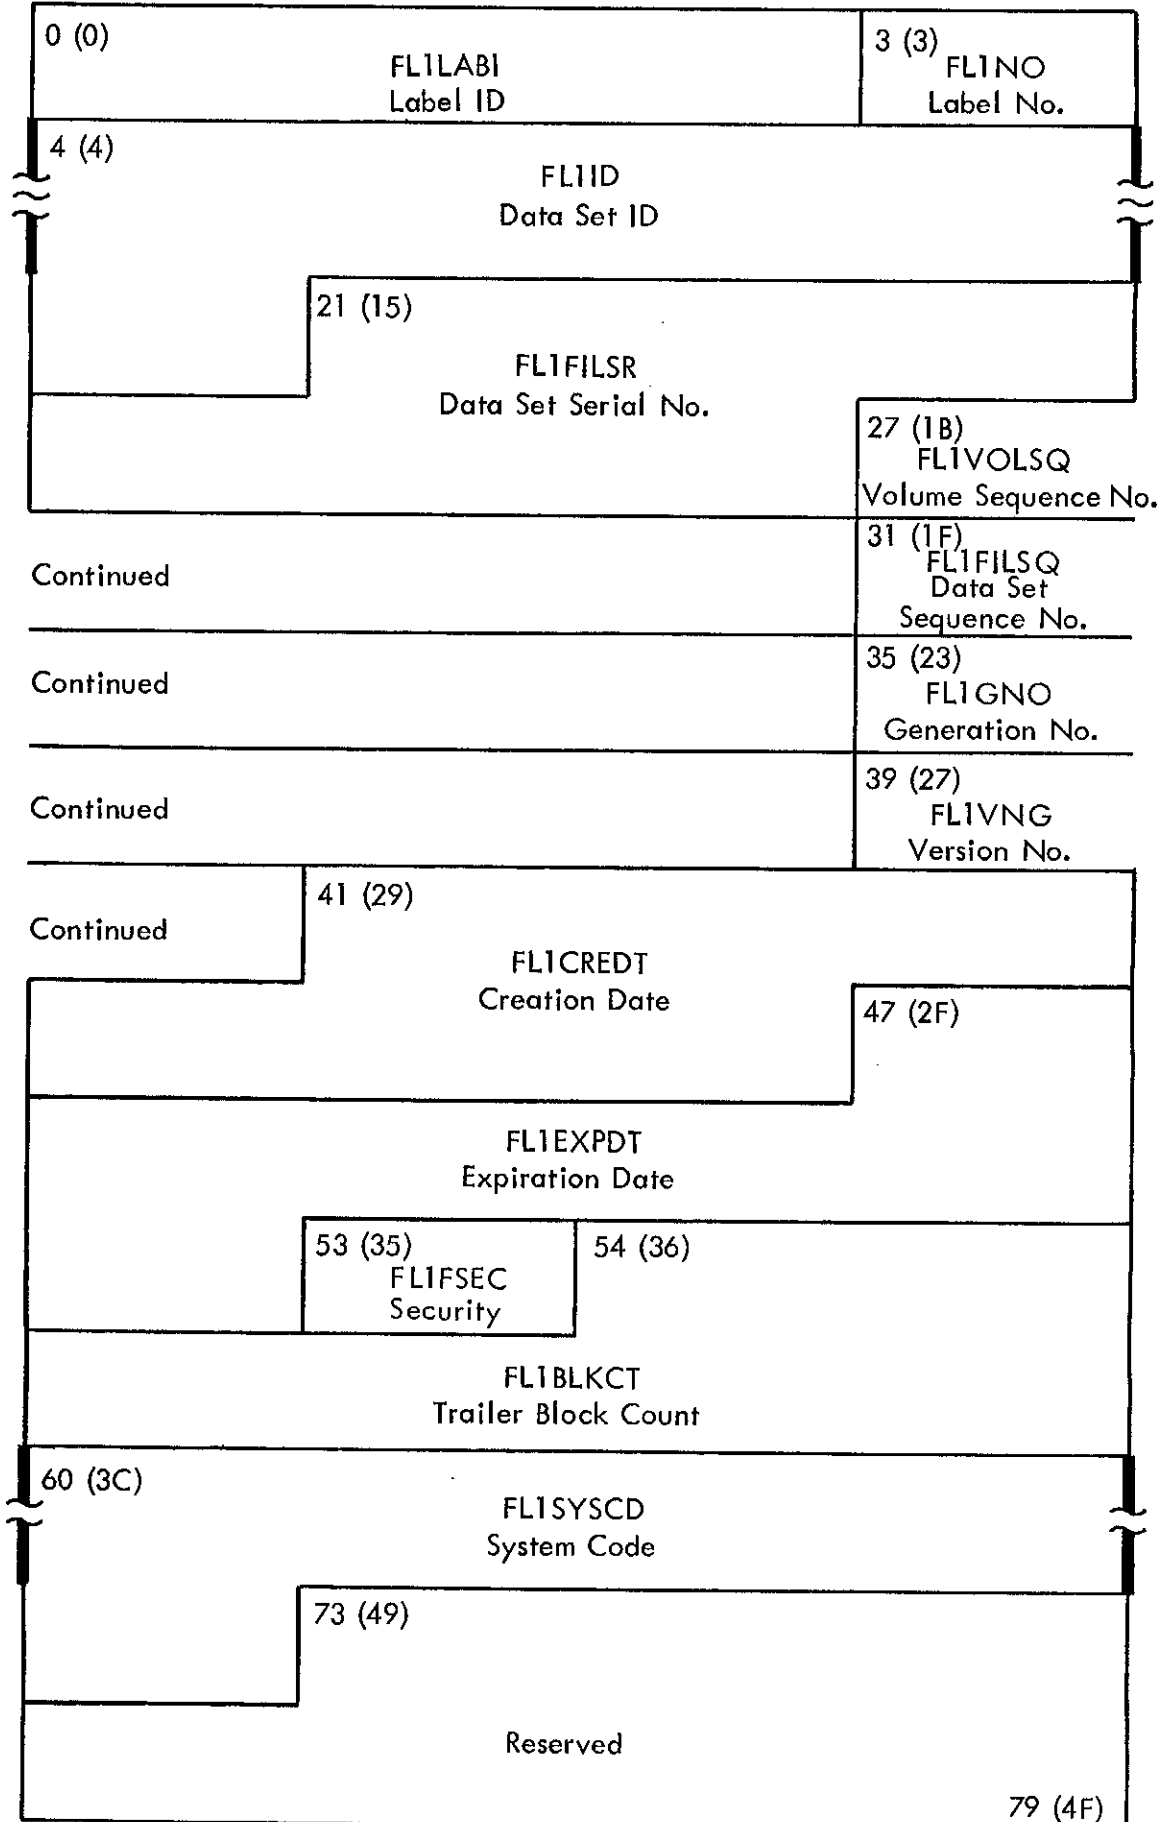 0 (0)
FL1LABI
Label ID
3 (3)
FL1NO
Label No.
4 (4)
FL1ID
Data Set ID
21 (15)
FL1FILSR
Data Set Serial No.
27 (1B)
FL1VOLSQ
Volume Sequence No.
Continued
31 (1F)
FL1FILSQ
Data Set
Sequence No.
Continued
35 (23)
FL1GNO
Generation No.
Continued
39 (27)
FL1VNG
Version No.
Continued
41 (29)
FL1CREDT
Creation Date
47 (2F)
FL1EXPDT
Expiration Date
53 (35)
FL1FSEC
Security
54 (36)
FL1BLKCT
Trailer Block Count
60 (3C)
FL1SYSCD
System Code
73 (49)
Reserved
79 (4F)